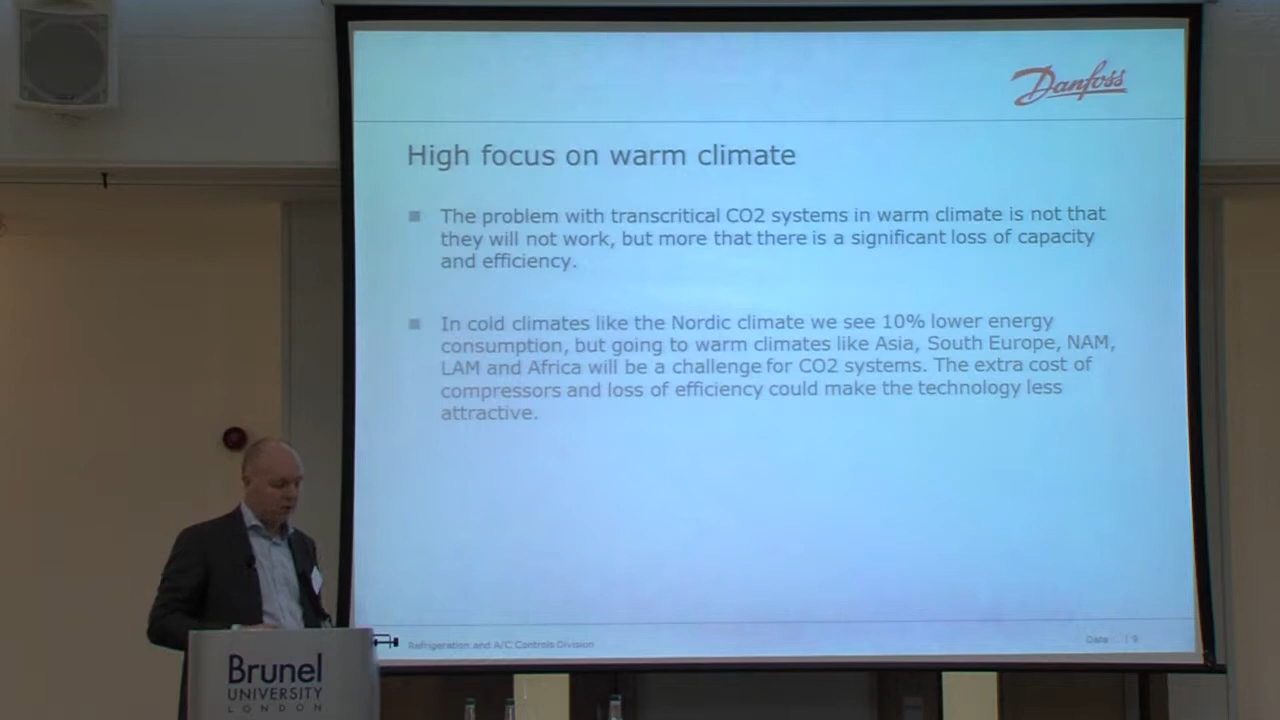 Danfoss
High focus on warm climate
The problem with transcritical CO2 systems in warm climate is not that
they will not work, but more that there is a significant loss of capacity
and efficiency.
In cold climates like the Nordic climate we see 10% lower energy
consumption, but going to warm climates like Asia, South Europe, NAM,
LAM and Africa will be a challenge for CO2 systems. The extra cost of
compressors and loss of efficiency could make the technology less
attractive.
Refrigeration and A/C Controls Division
Date | 9
Brunel
UNIVERSITY
LONDON